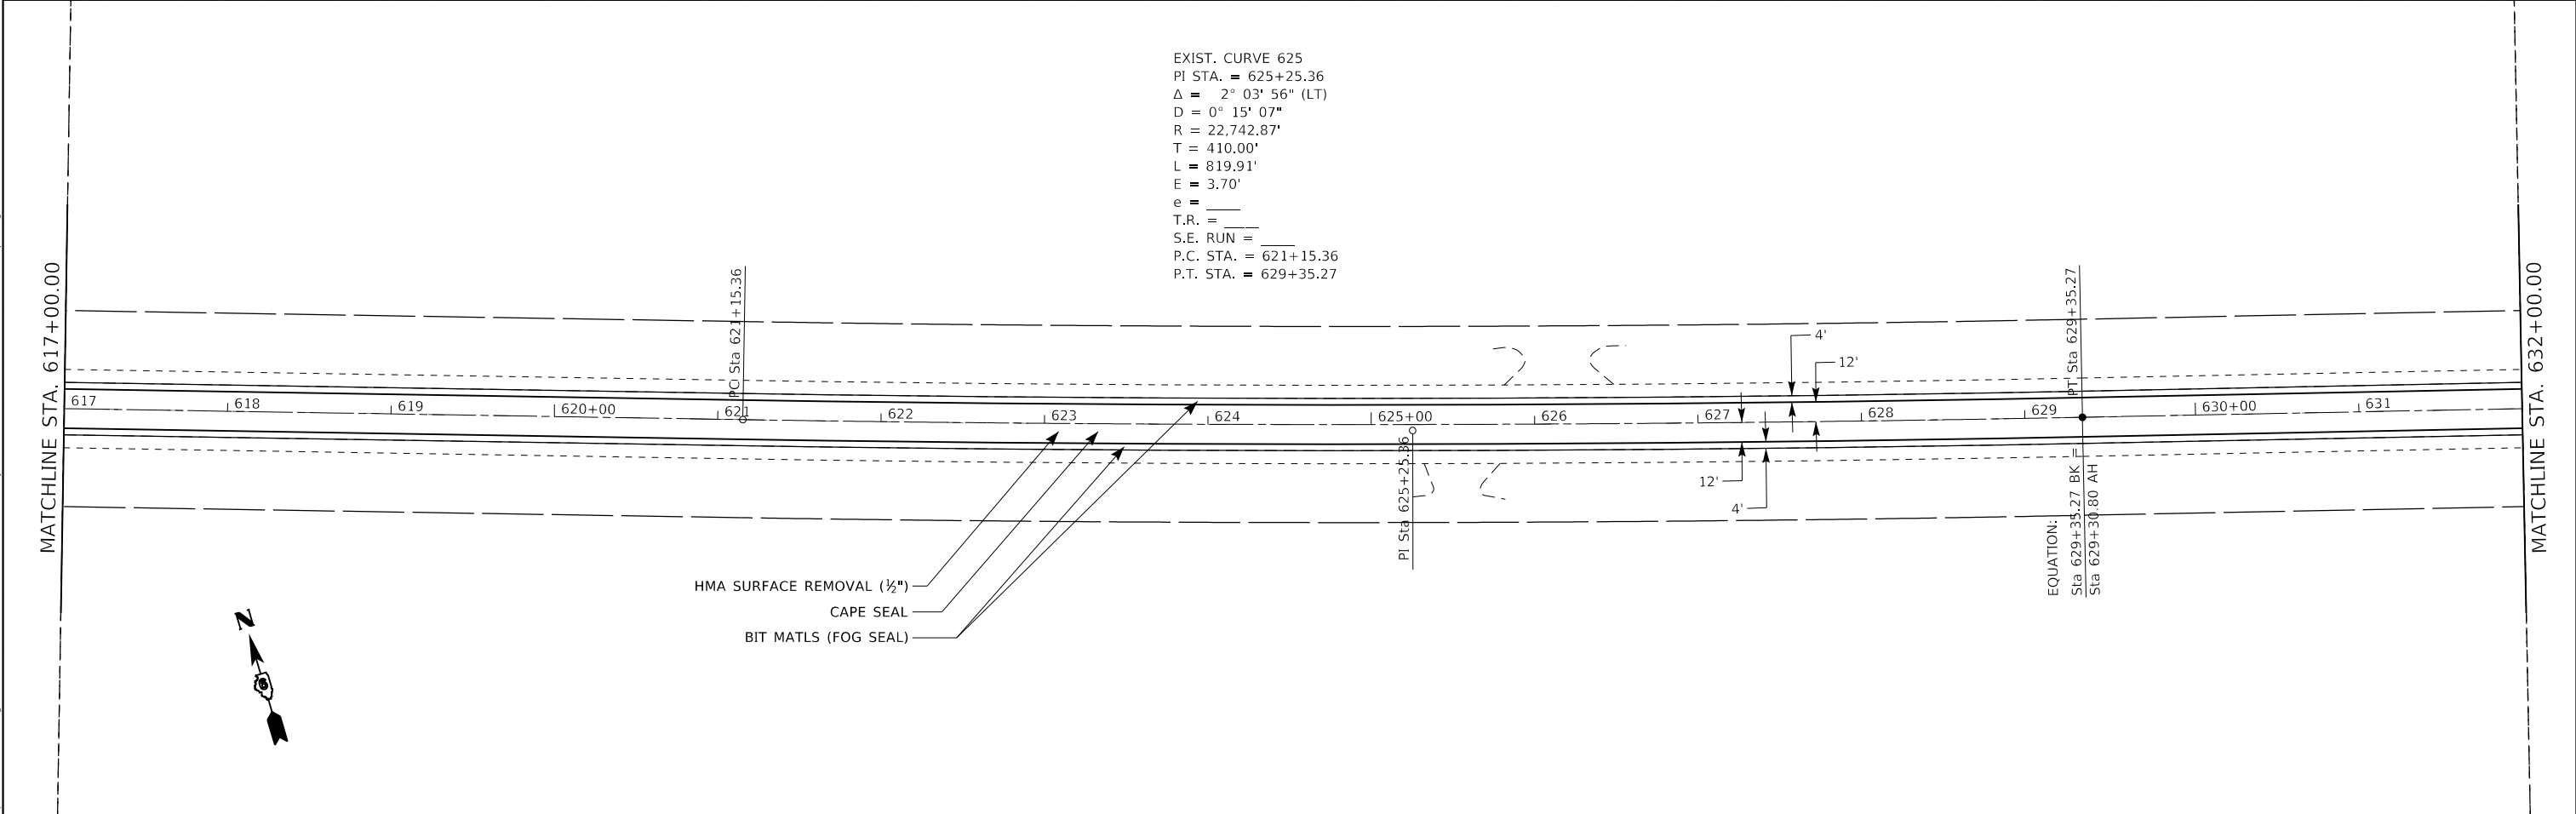 EXIST. CURVE 625
PI STA. = 625+25.36
Δ = 2° 03' 56" (LT)
D = 0° 15' 07"
R = 22,742.87'
T = 410.00'
L = 819.91'
E = 3.70'
e = ____
T.R. = ____
S.E. RUN = ____
P.C. STA. = 621+15.36
P.T. STA. = 629+35.27
MATCHLINE STA. 617+00.00
PC Sta 621+15.36
PT Sta 629+35.27
MATCHLINE STA. 632+00.00
4'
12'
617
618
619
620+00
621
622
623
624
625+00
626
627
628
629
630+00
631
12'
4'
PI Sta 625+25.36
EQUATION:
Sta 629+35.27 BK =
Sta 629+30.80 AH
HMA SURFACE REMOVAL (½")
CAPE SEAL
BIT MATLS (FOG SEAL)
N
6